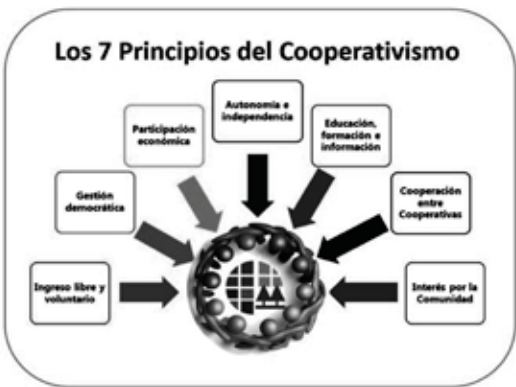 Los 7 Principios del Cooperativismo
Ingreso libre y
voluntario
Gestión
democrática
Participación
económica
Autonomía e
independencia
Educación,
formación e
información
Cooperación
entre
Cooperativas
Interés por la
Comunidad